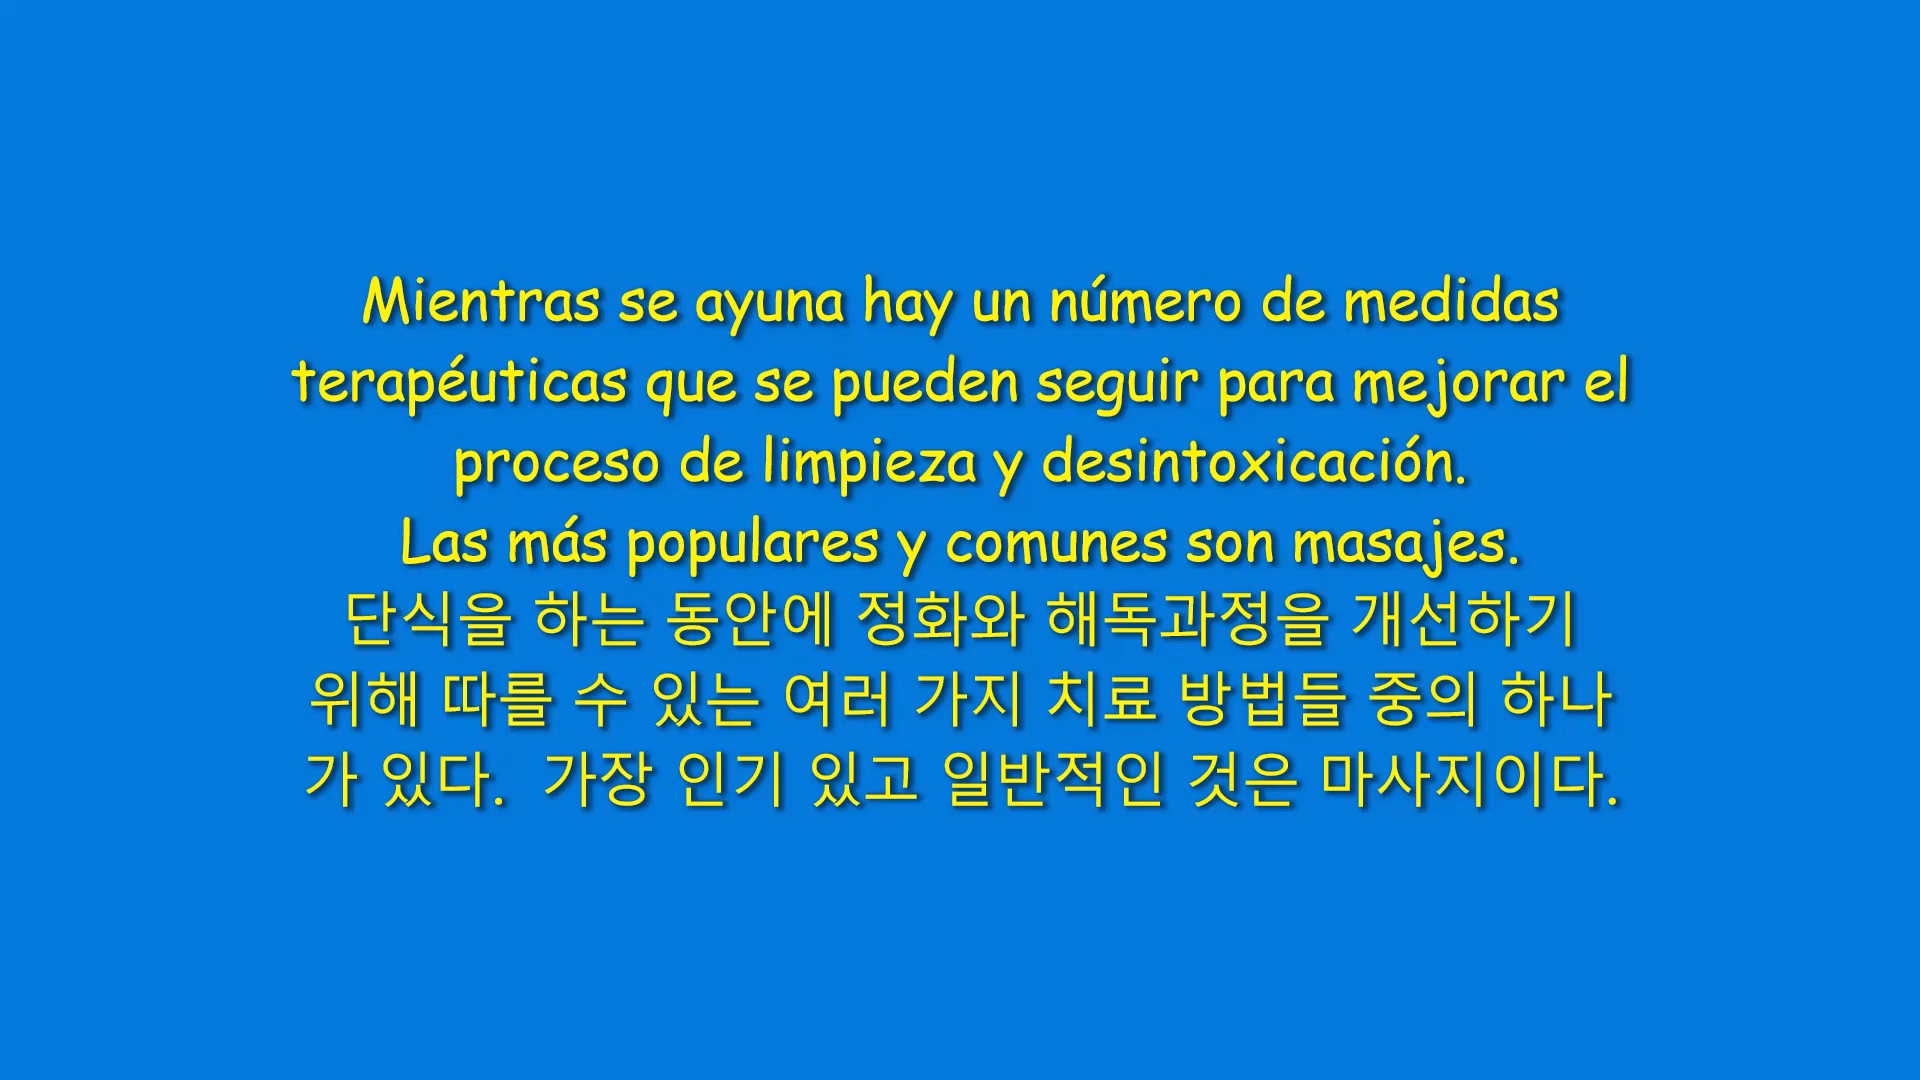 Mientras se ayuna hay un número de medidas
terapéuticas que se pueden seguir para mejorar el
proceso de limpieza y desintoxicación.
Las más populares y comunes son masajes.
단식을 하는 동안에 정화와 해독과정을 개선하기
위해 따를 수 있는 여러 가지 치료 방법들 중의 하나
가 있다.  가장 인기 있고 일반적인 것은 마사지이다.